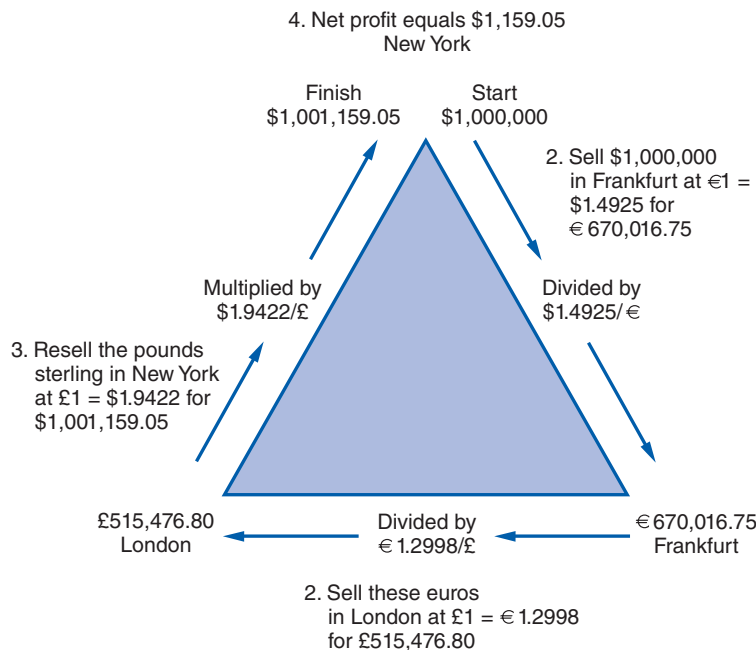 4. Net profit equals $1,159.05
New York
Finish
$1,001,159.05
Start
$1,000,000
2. Sell $1,000,000
in Frankfurt at €1 =
$1.4925 for
€ 670,016.75
Multiplied by
$1.9422/£
Divided by
$1.4925/€
3. Resell the pounds
sterling in New York
at £1 = $1.9422 for
$1,001,159.05
£515,476.80
London
Divided by
€ 1.2998/£
€ 670,016.75
Frankfurt
2. Sell these euros
in London at £1 = € 1.2998
for £515,476.80